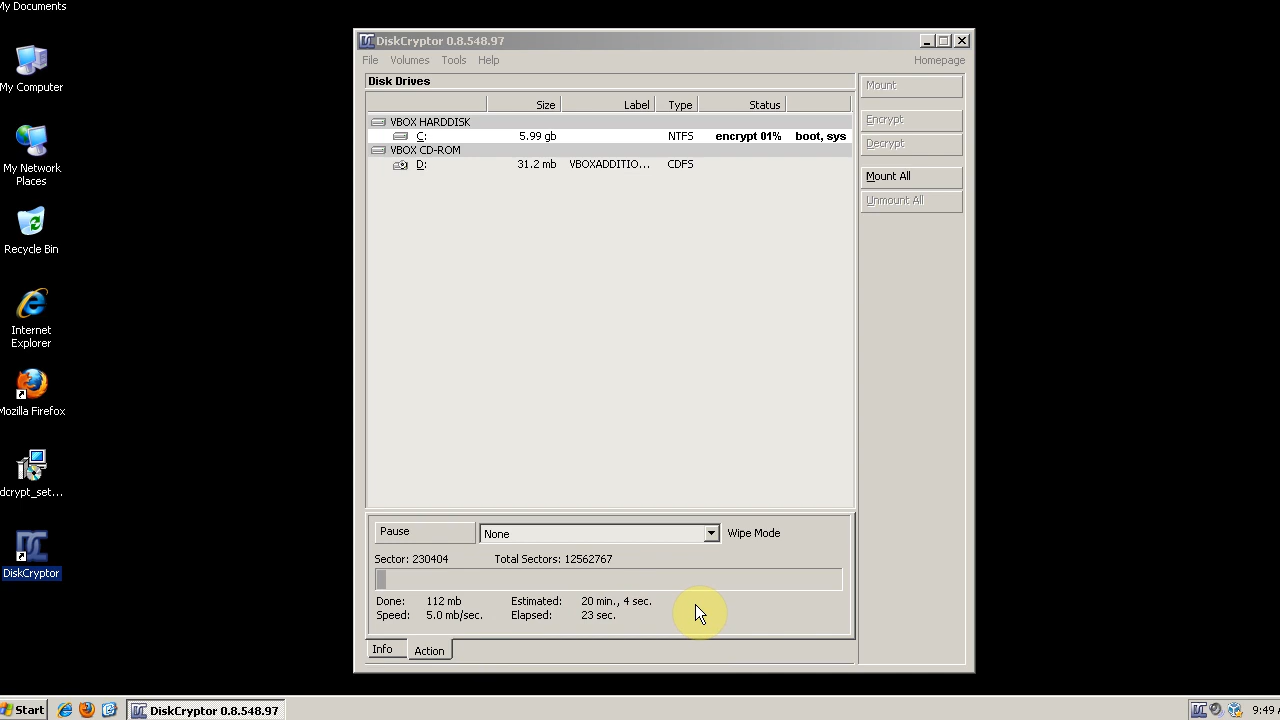 My Documents
My Computer
My Network
Places
Recycle Bin
Internet
Explorer
Mozilla Firefox
dcrypt_set...
DiskCryptor
DiskCryptor 0.8.548.97
File Volumes Tools Help Homepage
Disk Drives
Size Label Type Status
VBOX HARDDISK
C: 5.99 gb NTFS encrypt 01% boot, sys
VBOX CD-ROM
D: 31.2 mb VBOXADDITIO... CDFS
Mount
Encrypt
Decrypt
Mount All
Unmount All
Pause None Wipe Mode
Sector: 230404 Total Sectors: 12562767
Done: 112 mb Estimated: 20 min., 4 sec.
Speed: 5.0 mb/sec. Elapsed: 23 sec.
Info Action
Start DiskCryptor 0.8.548.97 9:49